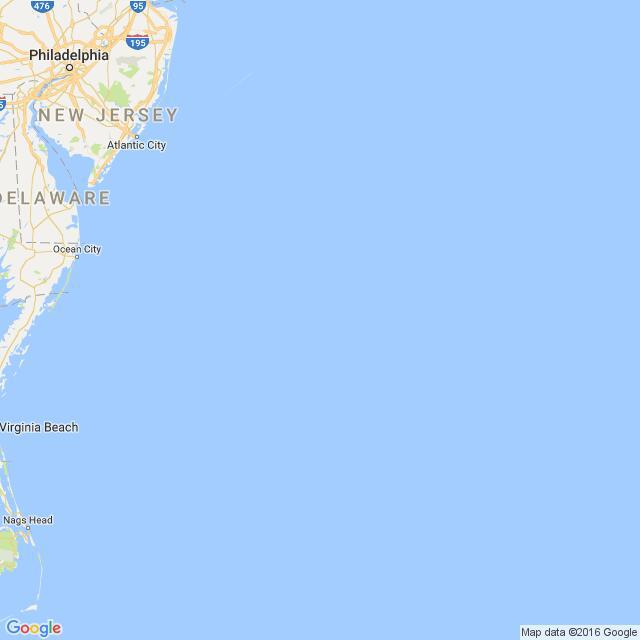 476
95
Philadelphia
195
NEW JERSEY
Atlantic City
DELAWARE
Ocean City
Virginia Beach
Nags Head
Google
Map data ©2016 Google